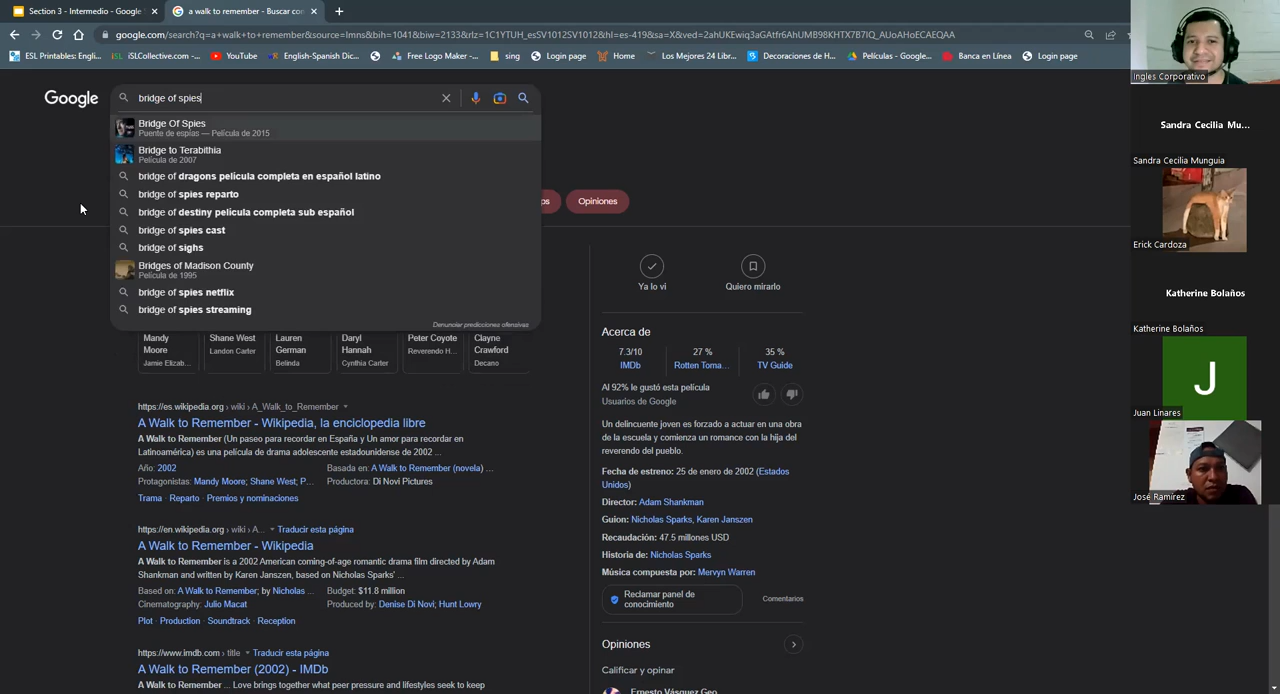 Section 3 - Intermedio - Google
a walk to remember - Buscar con
google.com/search?q=a+walk+to+remember&source=lmns&bih=1041&biw=2133&rlz=1C1YTUH_esSV1012SV1012&hl=es-419&sa=X&ved=2ahUKEwiq3aGAtfr6AhUMB98KHTX7B7IQ_AUoAHoECAEQAA
ESL Printables: Engli...
iSLCollective.com -...
YouTube
English-Spanish Dic...
Free Logo Maker -...
sing
Login page
Home
Los Mejores 24 Libr...
Decoraciones de H...
Películas - Google...
Banca en Línea
Login page
Google
bridge of spies
Bridge Of Spies
Puente de espías — Película de 2015
Bridge to Terabithia
Película de 2007
bridge of dragons pelicula completa en español latino
bridge of spies reparto
bridge of destiny película completa sub español
bridge of spies cast
bridge of sighs
Bridges of Madison County
Película de 1995
bridge of spies netflix
bridge of spies streaming
Denunciar predicciones ofensivas
os
Opiniones
Mandy Moore
Jamie Elizab...
Shane West
Landon Carter
Lauren German
Belinda
Daryl Hannah
Cynthia Carter
Peter Coyote
Reverendo H...
Clayne Crawford
Decano
https://es.wikipedia.org › wiki › A_Walk_to_Remember
A Walk to Remember - Wikipedia, la enciclopedia libre
A Walk to Remember (Un paseo para recordar en España y Un amor para recordar en
Latinoamérica) es una película de drama adolescente estadounidense de 2002 ...
Año: 2002
Basada en: A Walk to Remember (novela) ...
Protagonistas: Mandy Moore; Shane West; P...
Productora: Di Novi Pictures
Trama · Reparto · Premios y nominaciones
https://en.wikipedia.org › wiki › A... Traducir esta página
A Walk to Remember - Wikipedia
A Walk to Remember is a 2002 American coming-of-age romantic drama film directed by Adam
Shankman and written by Karen Janszen, based on Nicholas Sparks' ...
Based on: A Walk to Remember; by Nicholas ...
Budget: $11.8 million
Cinematography: Julio Macat
Produced by: Denise Di Novi; Hunt Lowry
Plot · Production · Soundtrack · Reception
https://www.imdb.com › title Traducir esta página
A Walk to Remember (2002) - IMDb
A Walk to Remember ... Love brings together what peer pressure and lifestyles seek to keep
Ya lo vi
Quiero mirarlo
Acerca de
7.3/10
IMDb
27 %
Rotten Toma...
35 %
TV Guide
Al 92% le gustó esta película
Usuarios de Google
Un delincuente joven es forzado a actuar en una obra
de la escuela y comienza un romance con la hija del
reverendo del pueblo.
Fecha de estreno: 25 de enero de 2002 (Estados
Unidos)
Director: Adam Shankman
Guion: Nicholas Sparks, Karen Janszen
Recaudación: 47.5 millones USD
Historia de: Nicholas Sparks
Música compuesta por: Mervyn Warren
Reclamar panel de
conocimiento
Comentarios
Opiniones
Calificar y opinar
Ernesto Vásquez Geo
Ingles Corporativo
Sandra Cecilia Mu...
Sandra Cecilia Munguia
Erick Cardoza
Katherine Bolaños
Katherine Bolaños
J
Juan Linares
José Ramírez